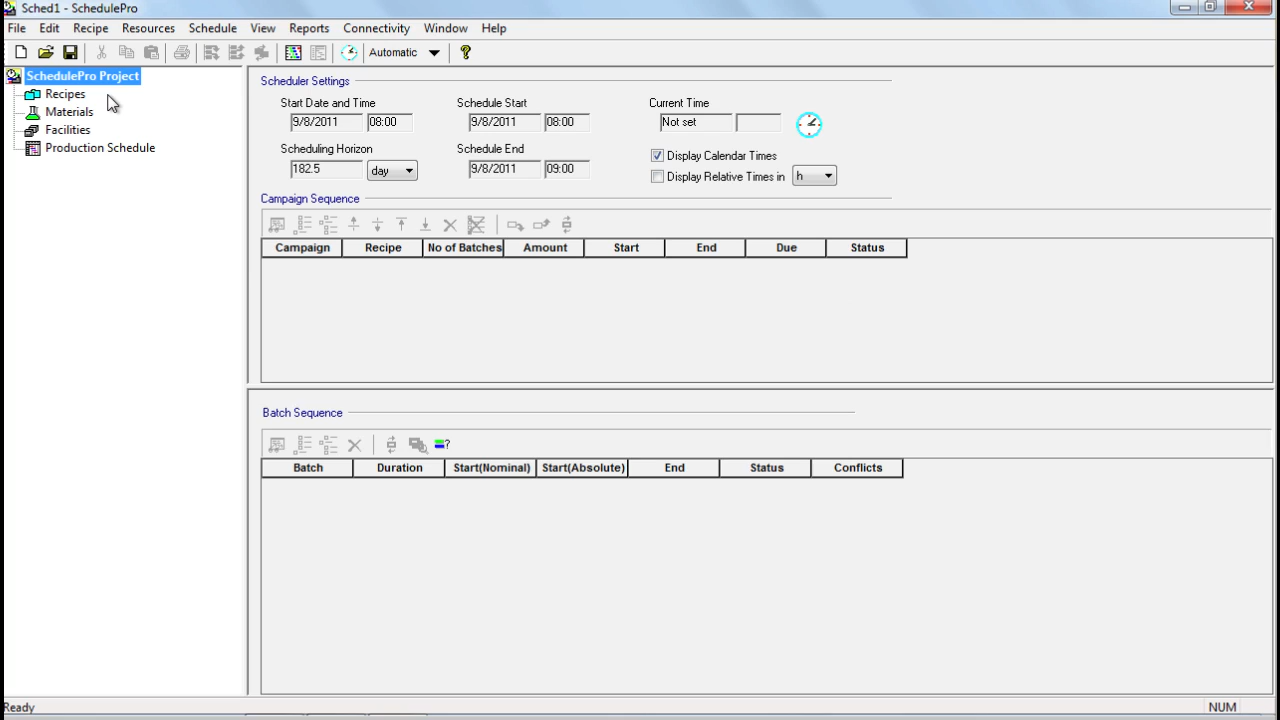 Sched1 - SchedulePro
File Edit Recipe Resources Schedule View Reports Connectivity Window Help
Automatic ?
SchedulePro Project
Recipes
Materials
Facilities
Production Schedule
Scheduler Settings
Start Date and Time Schedule Start Current Time
9/8/2011 08:00 9/8/2011 08:00 Not set
Scheduling Horizon Schedule End Display Calendar Times
182.5 day 9/8/2011 09:00 Display Relative Times in h
Campaign Sequence
Campaign Recipe No of Batches Amount Start End Due Status
Batch Sequence
=?
Batch Duration Start(Nominal) Start(Absolute) End Status Conflicts
Ready NUM